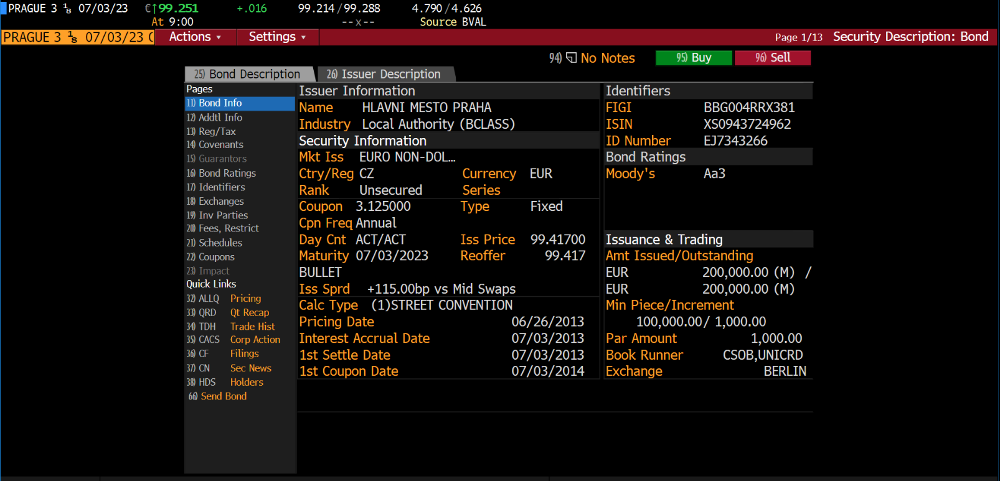 PRAGUE 3 ⅛ 07/03/23 €↑99.251 +.016 99.214/99.288 4.790/4.626
At 9:00 --x-- Source BVAL
PRAGUE 3 ⅛ 07/03/23 Actions Settings Page 1/13 Security Description: Bond
94) No Notes 95) Buy 96) Sell
25) Bond Description 26) Issuer Description
Pages
11) Bond Info
12) Addtl Info
13) Reg/Tax
14) Covenants
15) Guarantors
16) Bond Ratings
17) Identifiers
18) Exchanges
19) Inv Parties
20) Fees, Restrict
21) Schedules
22) Coupons
23) Impact
Quick Links
32) ALLQ Pricing
33) QRD Qt Recap
34) TDH Trade Hist
35) CACS Corp Action
36) CF Filings
37) CN Sec News
38) HDS Holders
66) Send Bond
Issuer Information
Name HLAVNI MESTO PRAHA
Industry Local Authority (BCLASS)
Security Information
Mkt Iss EURO NON-DOL...
Ctry/Reg CZ Currency EUR
Rank Unsecured Series
Coupon 3.125000 Type Fixed
Cpn Freq Annual
Day Cnt ACT/ACT Iss Price 99.41700
Maturity 07/03/2023 Reoffer 99.417
BULLET
Iss Sprd +115.00bp vs Mid Swaps
Calc Type (1)STREET CONVENTION
Pricing Date 06/26/2013
Interest Accrual Date 07/03/2013
1st Settle Date 07/03/2013
1st Coupon Date 07/03/2014
Identifiers
FIGI BBG004RRX381
ISIN XS0943724962
ID Number EJ7343266
Bond Ratings
Moody's Aa3
Issuance & Trading
Amt Issued/Outstanding
EUR 200,000.00 (M) /
EUR 200,000.00 (M)
Min Piece/Increment
100,000.00/ 1,000.00
Par Amount 1,000.00
Book Runner CSOB,UNICRD
Exchange BERLIN